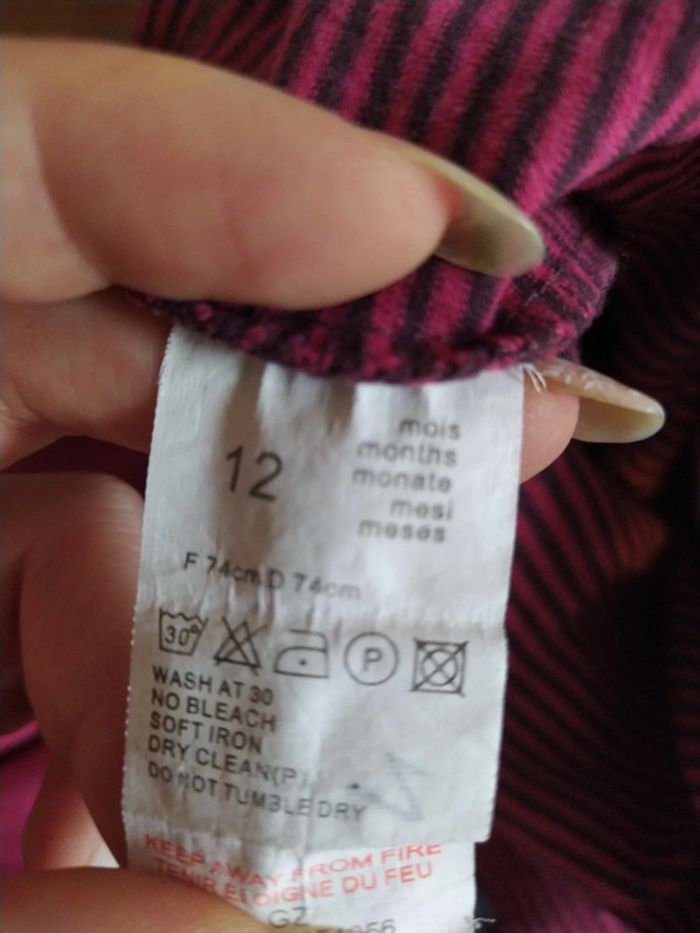 12
mois
months
monate
mesi
meses
F 74cm D 74cm
30°
P
WASH AT 30
NO BLEACH
SOFT IRON
DRY CLEAN(P)
DO NOT TUMBLE DRY
KEEP AWAY FROM FIRE
TENIR ELOIGNE DU FEU
GZ